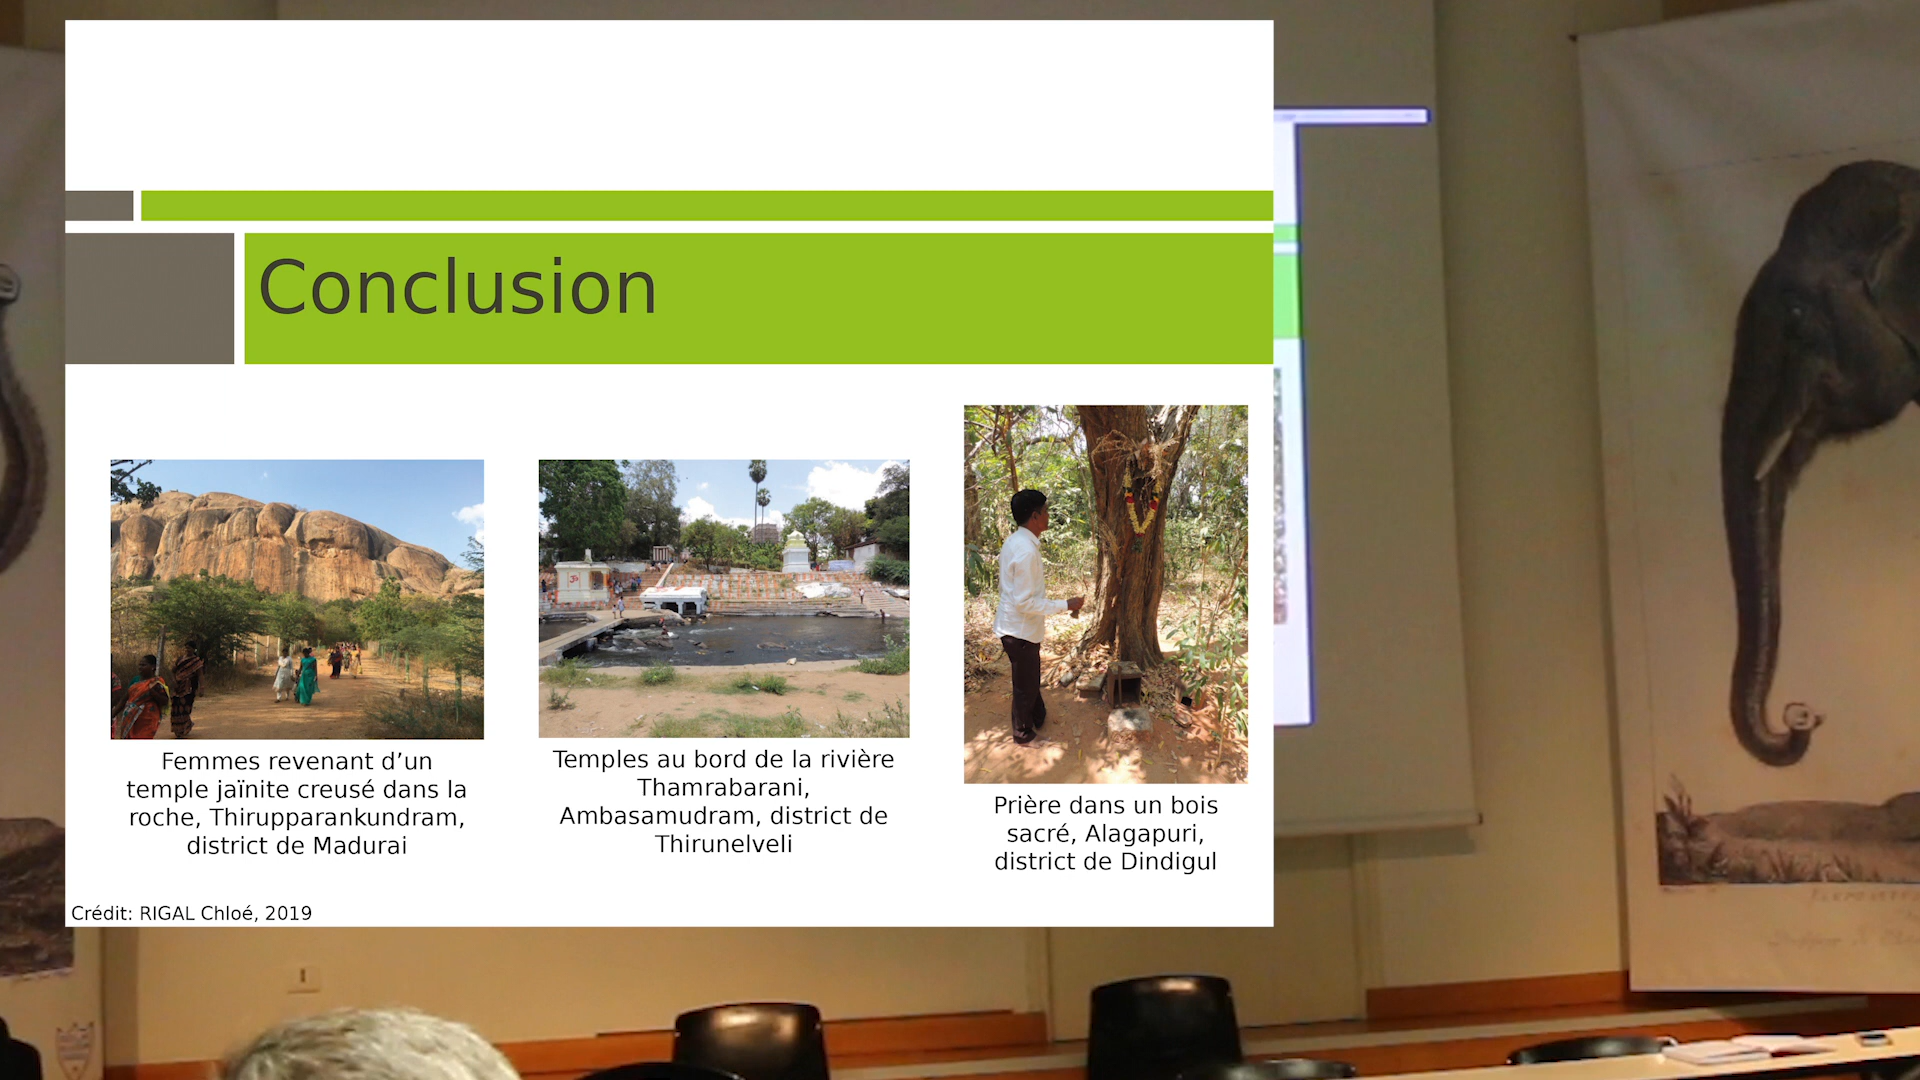 Conclusion
Femmes revenant d’un
temple jaïnite creusé dans la
roche, Thirupparankundram,
district de Madurai
Temples au bord de la rivière
Thamrabarani,
Ambasamudram, district de
Thirunelveli
Prière dans un bois
sacré, Alagapuri,
district de Dindigul
Crédit: RIGAL Chloé, 2019